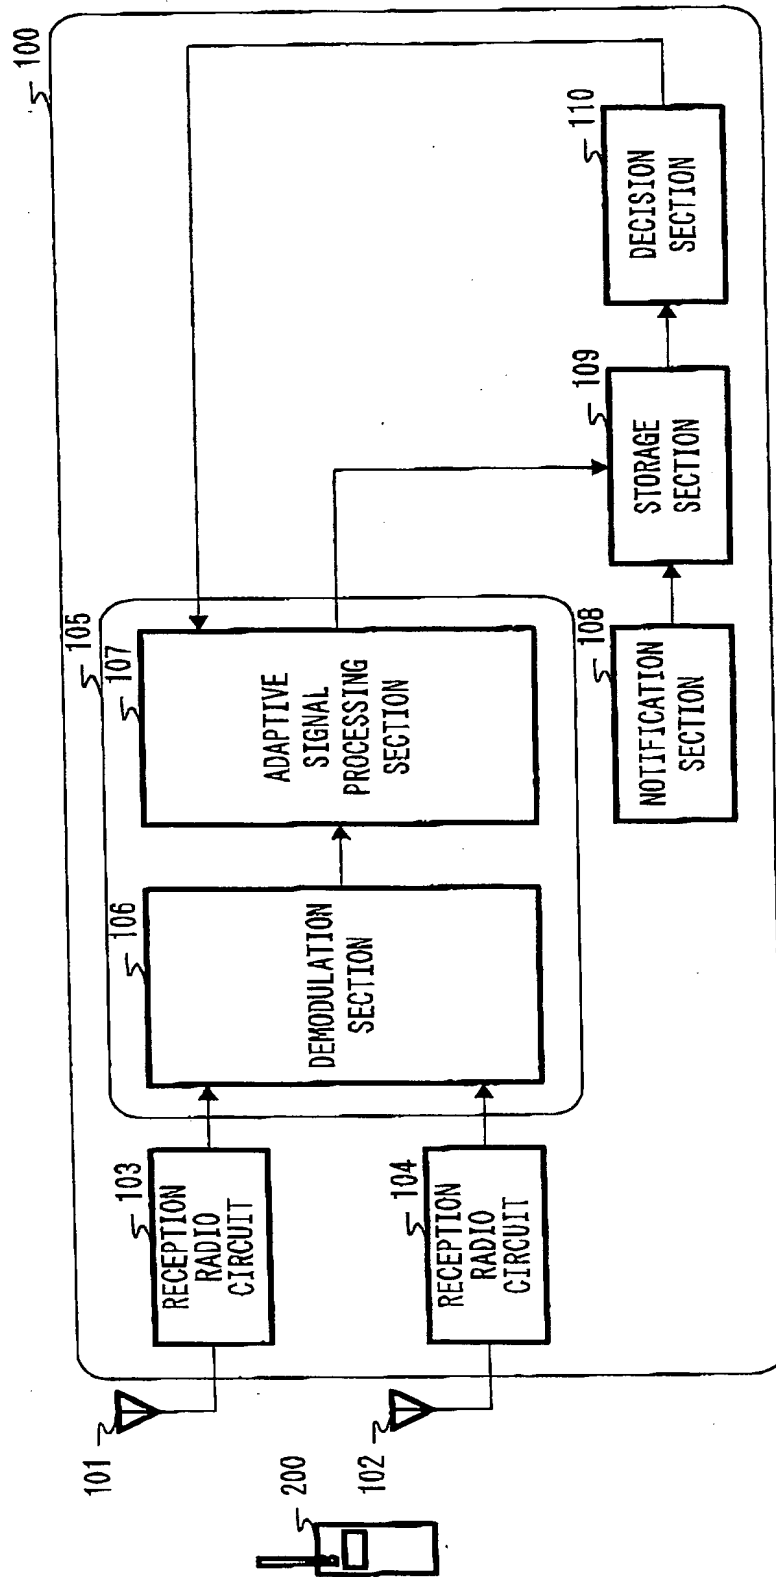 100
105
107
ADAPTIVE
SIGNAL
PROCESSING
SECTION
106
DEMODULATION
SECTION
103
RECEPTION
RADIO
CIRCUIT
104
RECEPTION
RADIO
CIRCUIT
101
102
200
108
NOTIFICATION
SECTION
109
STORAGE
SECTION
110
DECISION
SECTION